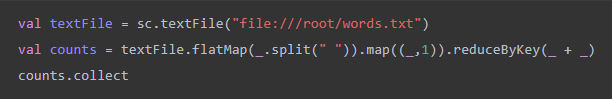 val textFile = sc.textFile("file:///root/words.txt")
val counts = textFile.flatMap(_.split(" ")).map((_,1)).reduceByKey(_ + _)
counts.collect